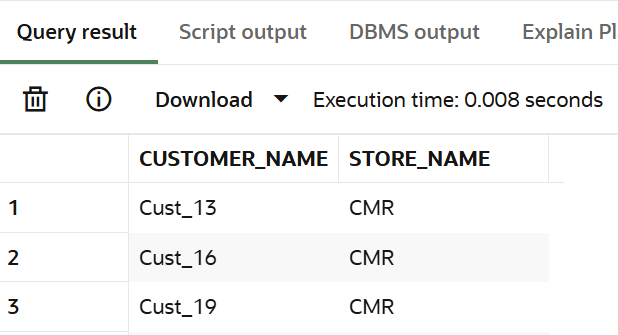 Query result Script output DBMS output Explain Pl
Download Execution time: 0.008 seconds
CUSTOMER_NAME STORE_NAME
1 Cust_13 CMR
2 Cust_16 CMR
3 Cust_19 CMR